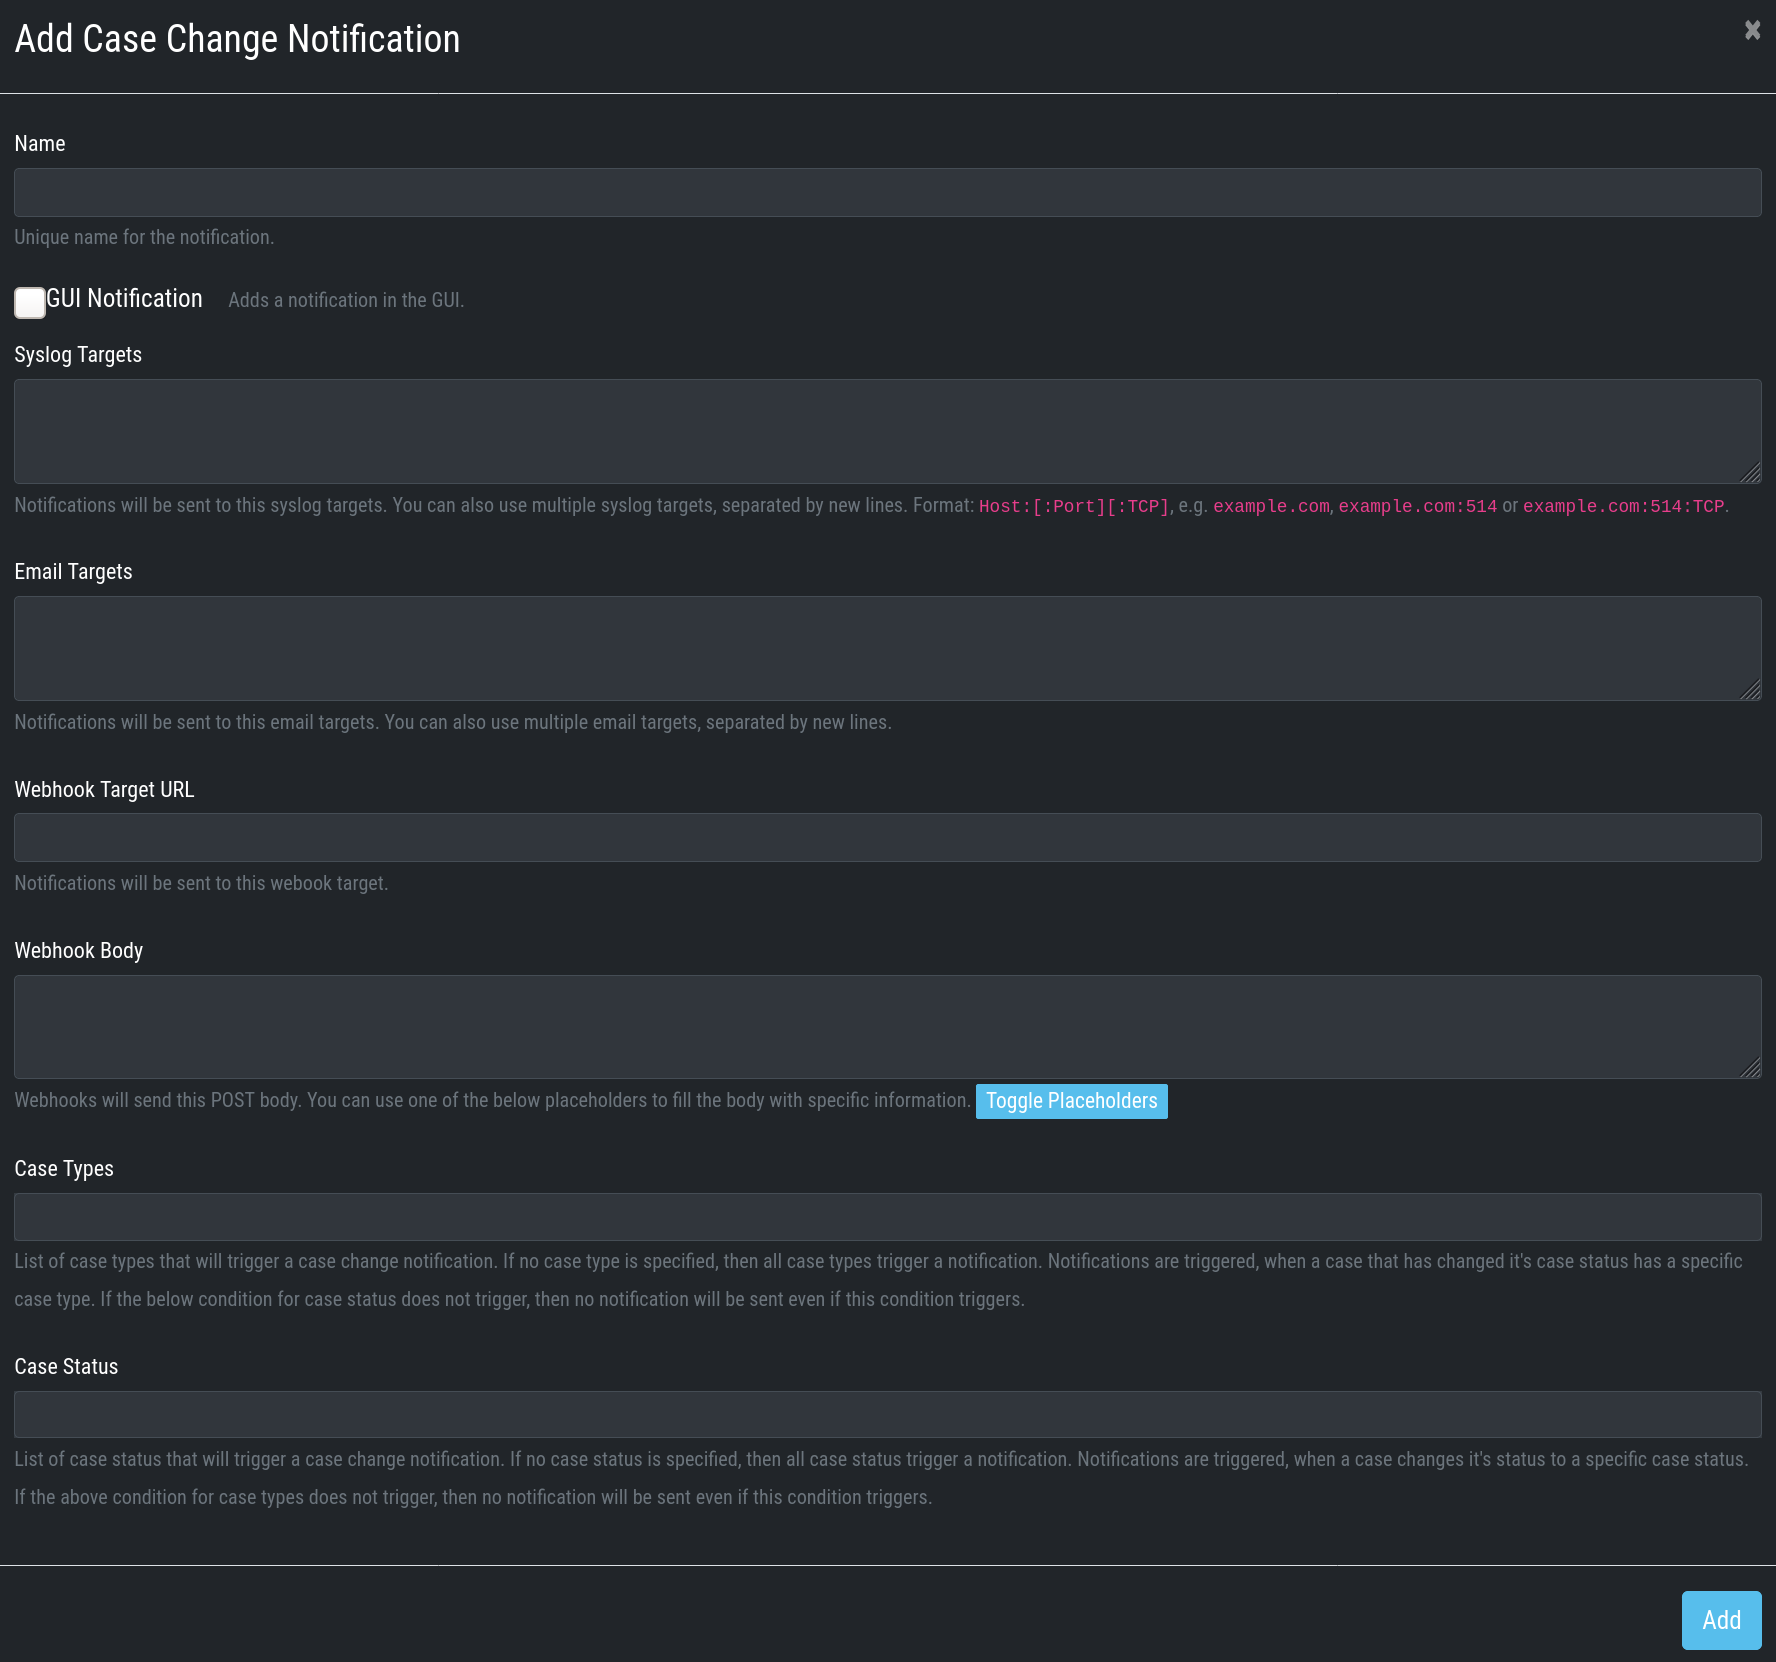 Add Case Change Notification
×
Name
Unique name for the notification.
GUI Notification Adds a notification in the GUI.
Syslog Targets
Notifications will be sent to this syslog targets. You can also use multiple syslog targets, separated by new lines. Format: Host:[:Port][:TCP], e.g. example.com, example.com:514 or example.com:514:TCP.
Email Targets
Notifications will be sent to this email targets. You can also use multiple email targets, separated by new lines.
Webhook Target URL
Notifications will be sent to this webook target.
Webhook Body
Webhooks will send this POST body. You can use one of the below placeholders to fill the body with specific information. Toggle Placeholders
Case Types
List of case types that will trigger a case change notification. If no case type is specified, then all case types trigger a notification. Notifications are triggered, when a case that has changed it's case status has a specific
case type. If the below condition for case status does not trigger, then no notification will be sent even if this condition triggers.
Case Status
List of case status that will trigger a case change notification. If no case status is specified, then all case status trigger a notification. Notifications are triggered, when a case changes it's status to a specific case status.
If the above condition for case types does not trigger, then no notification will be sent even if this condition triggers.
Add